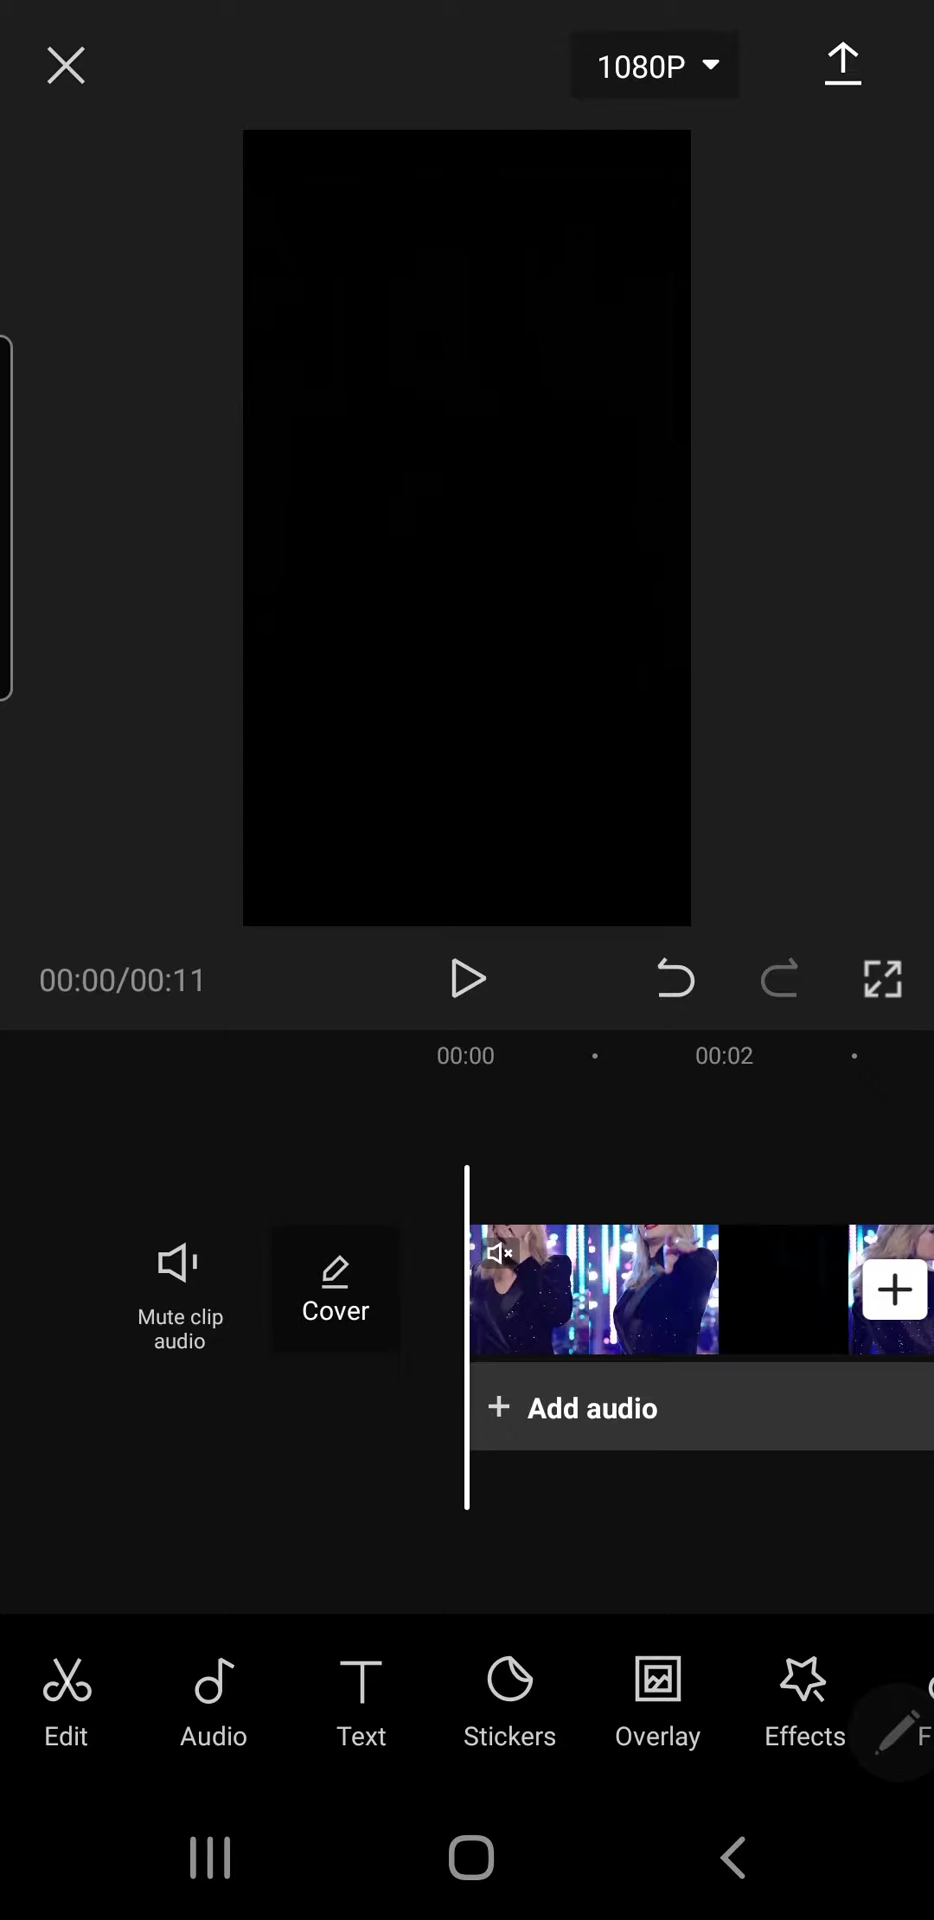 1080P
00:00/00:11
00:00
00:02
Mute clip
audio
Cover
+ Add audio
Edit
Audio
Text
Stickers
Overlay
Effects
F